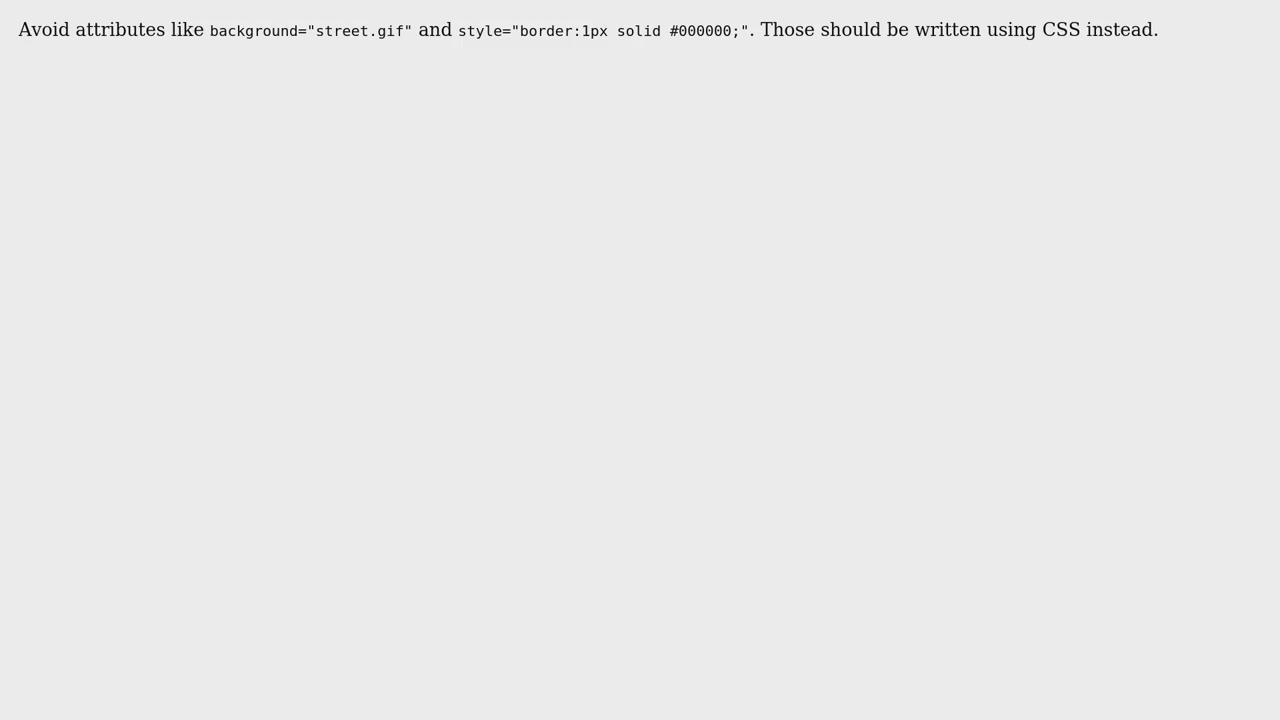 Avoid attributes like background="street.gif" and style="border:1px solid #000000;". Those should be written using CSS instead.